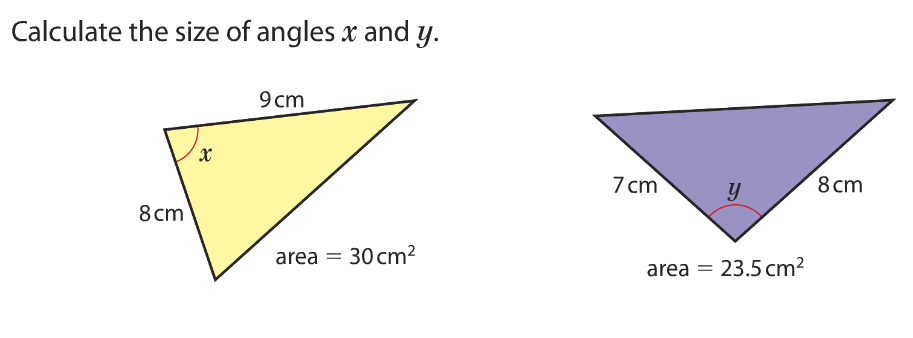 Calculate the size of angles x and y.
9 cm
x
8 cm
area = 30 cm²
7 cm
y
8 cm
area = 23.5 cm²